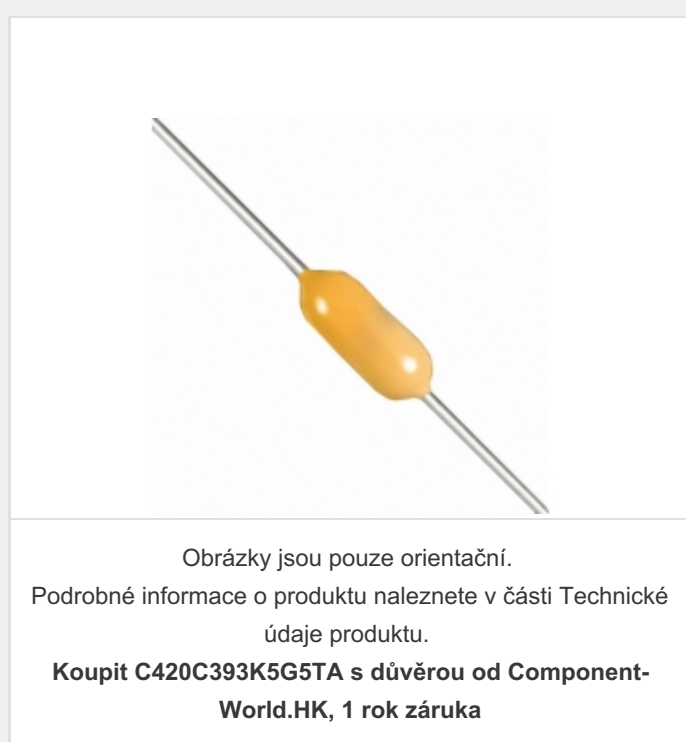 Obrázky jsou pouze orientační.
Podrobné informace o produktu naleznete v části Technické
údaje produktu.
Koupit C420C393K5G5TA s důvěrou od Component-
World.HK, 1 rok záruka